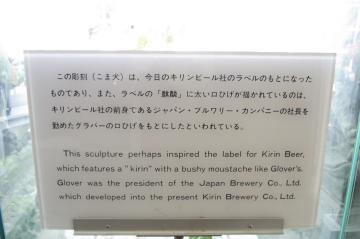 この彫刻（こま犬）は、今日のキリンビール社のラベルのもとになった
ものであり、また、ラベルの「麒麟」に太い口ひげが描かれているのは、
キリンビール社の前身であるジャパン・ブルワリー・カンパニーの社長を
勤めたグラバーの口ひげをもとにしたといわれている。
This sculpture perhaps inspired the label for Kirin Beer,
which features a "kirin" with a bushy moustache like Glover's.
Glover was the president of the Japan Brewery Co., Ltd.
which developed into the present Kirin Brewery Co., Ltd.